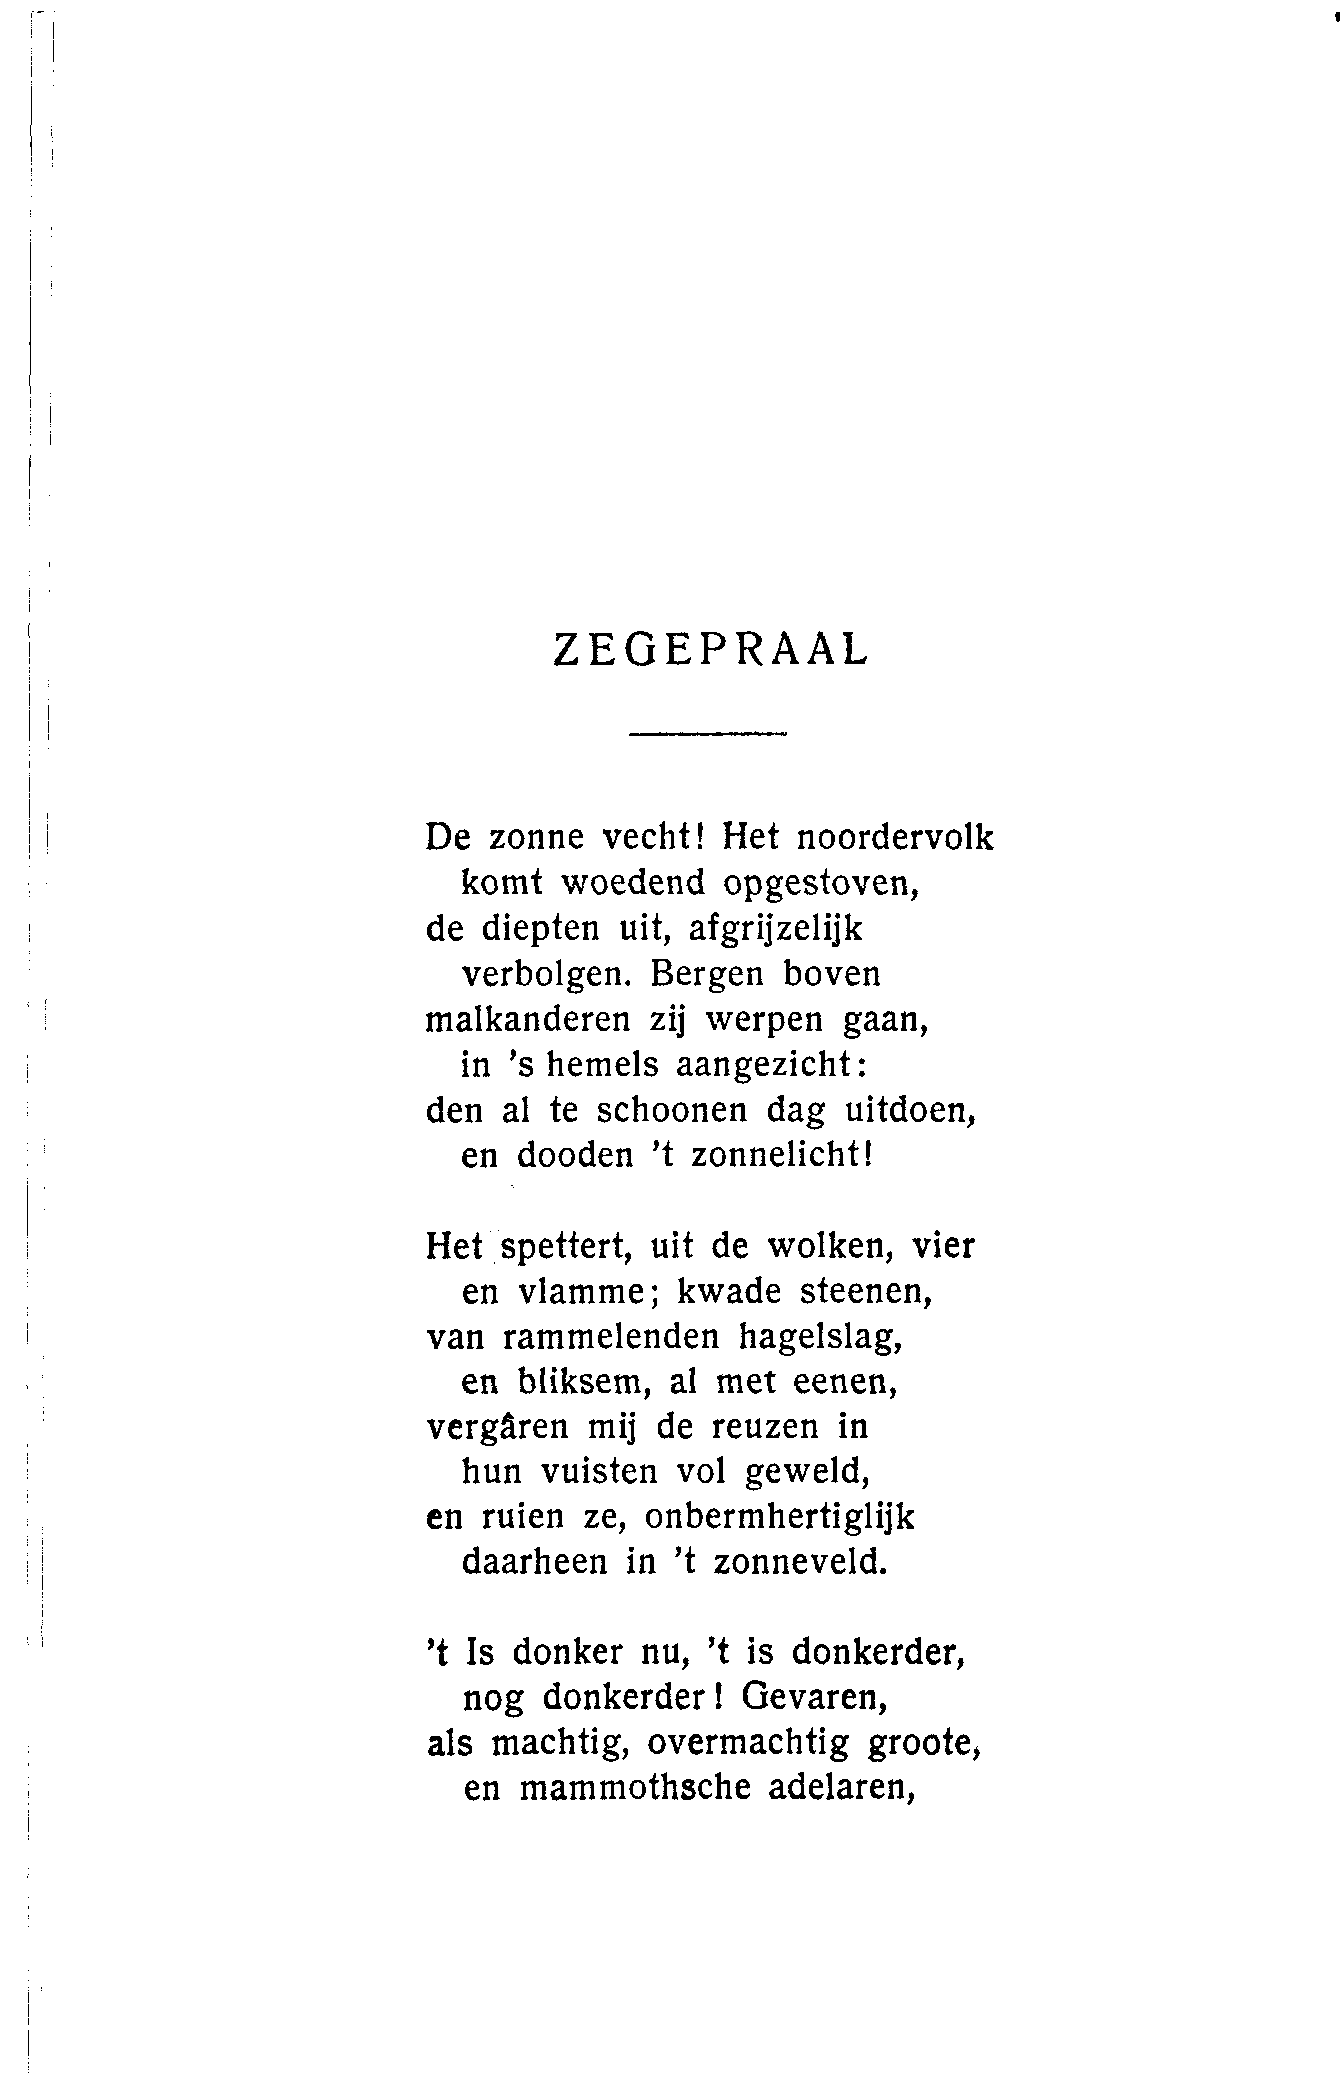 ZEGEPRAAL
De zonne vecht! Het noordervolk
komt woedend opgestoven,
de diepten uit, afgrijzelijk
verbolgen. Bergen boven
malkanderen zij werpen gaan,
in 's hemels aangezicht:
den al te schoonen dag uitdoen,
en dooden 't zonnelicht!
Het spettert, uit de wolken, vier
en vlamme; kwade steenen,
van rammelenden hagelslag,
en bliksem, al met eenen,
vergâren mij de reuzen in
hun vuisten vol geweld,
en ruien ze, onbermhertiglijk
daarheen in 't zonneveld.
't Is donker nu, 't is donkerder,
nog donkerder! Gevaren,
als machtig, overmachtig groote,
en mammothsche adelaren,